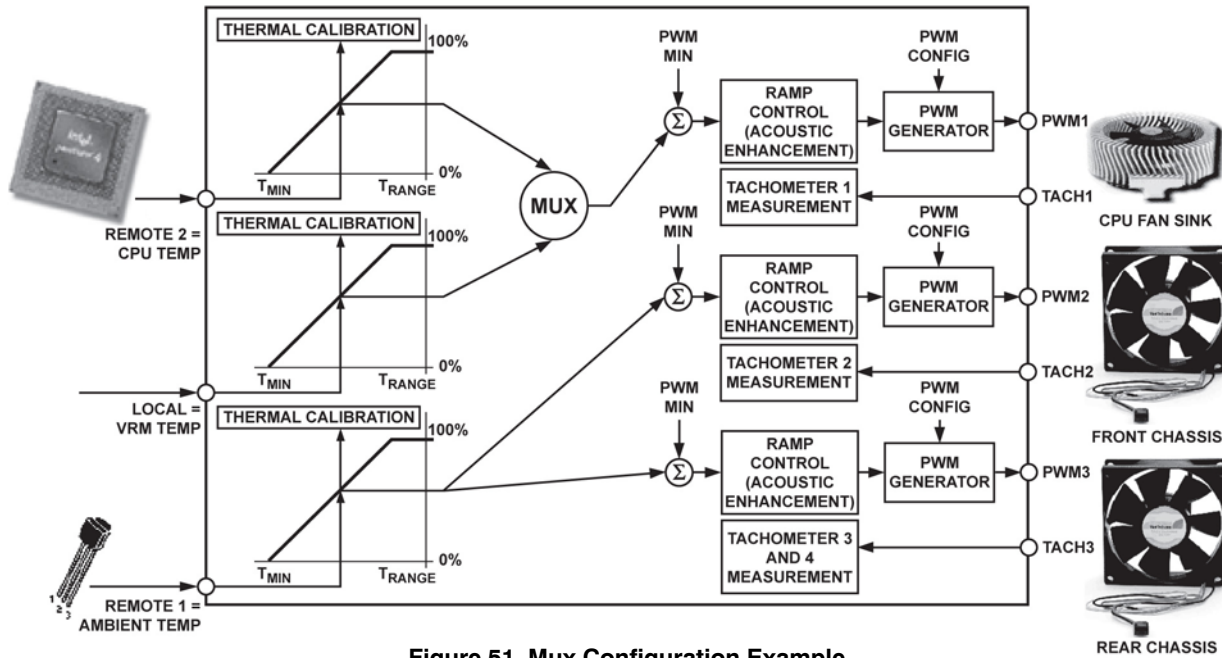 THERMAL CALIBRATION
100%
0%
T_MIN
T_RANGE
REMOTE 2 =
CPU TEMP
THERMAL CALIBRATION
100%
0%
T_MIN
T_RANGE
LOCAL =
VRM TEMP
THERMAL CALIBRATION
100%
0%
T_MIN
T_RANGE
1
2
3
REMOTE 1 =
AMBIENT TEMP
MUX
PWM
MIN
Σ
RAMP
CONTROL
(ACOUSTIC
ENHANCEMENT)
PWM
CONFIG
PWM
GENERATOR
PWM1
TACHOMETER 1
MEASUREMENT
TACH1
CPU FAN SINK
PWM
MIN
Σ
RAMP
CONTROL
(ACOUSTIC
ENHANCEMENT)
PWM
CONFIG
PWM
GENERATOR
PWM2
TACHOMETER 2
MEASUREMENT
TACH2
FRONT CHASSIS
PWM
MIN
Σ
RAMP
CONTROL
(ACOUSTIC
ENHANCEMENT)
PWM
CONFIG
PWM
GENERATOR
PWM3
TACHOMETER 3
AND 4
MEASUREMENT
TACH3
REAR CHASSIS
Figure 51. Mux Configuration Example